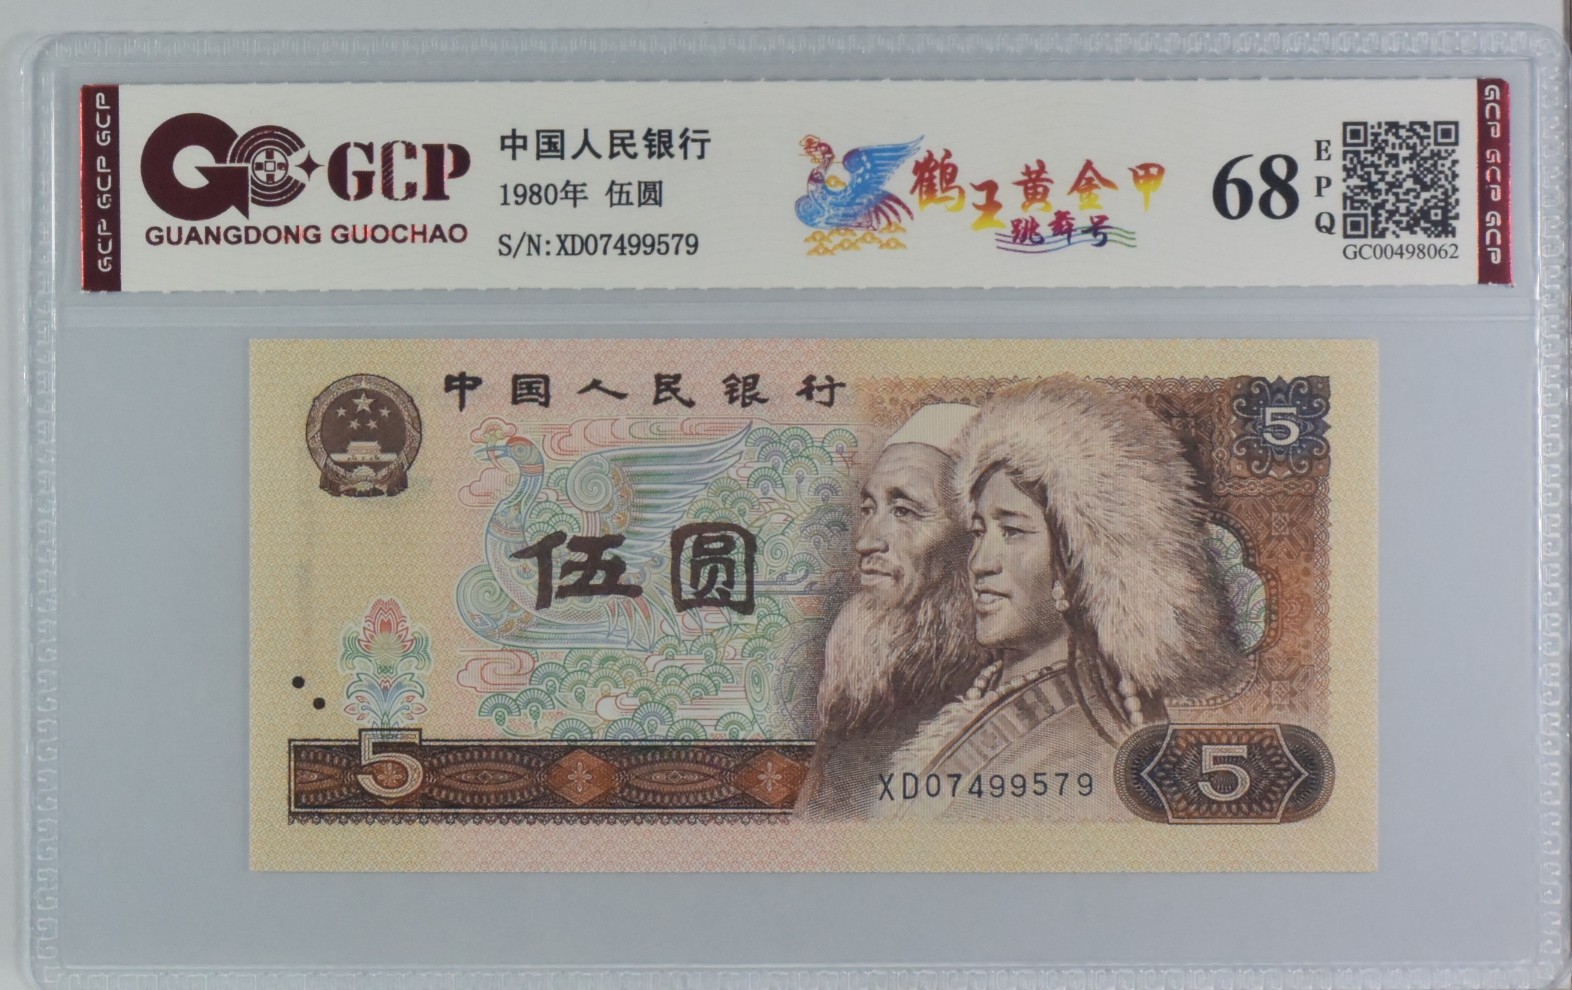 GCP GCP GCP
GCP
GUANGDONG GUOCHAO
中国人民银行
1980年 伍圆
S/N:XD07499579
鹤王黄金甲
跳舞号
68
EPQ
GC00498062
GCP GCP GCP
中国人民银行
5
伍圆
5
XD07499579
5